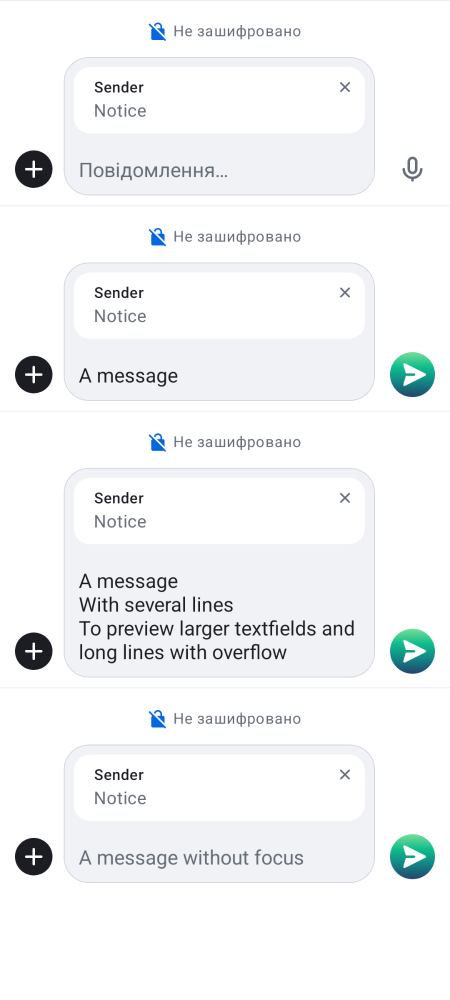 Не зашифровано
Sender
Notice
Повідомлення…
Не зашифровано
Sender
Notice
A message
Не зашифровано
Sender
Notice
A message
With several lines
To preview larger textfields and
long lines with overflow
Не зашифровано
Sender
Notice
A message without focus